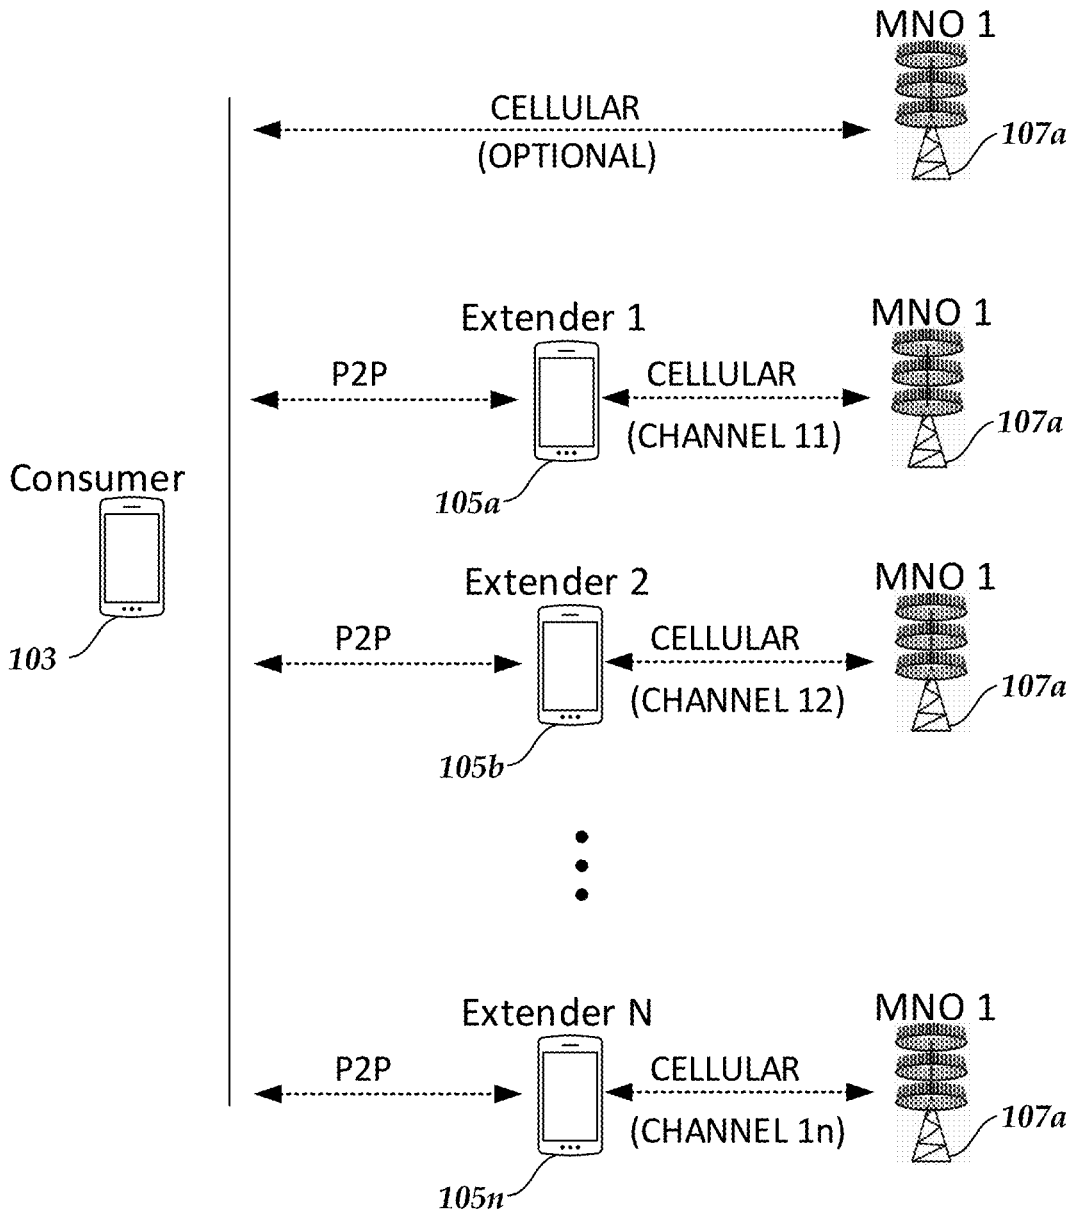 MNO 1
CELLULAR
(OPTIONAL)
107a
Extender 1
MNO 1
P2P
CELLULAR
(CHANNEL 11)
107a
105a
Consumer
103
Extender 2
MNO 1
P2P
CELLULAR
(CHANNEL 12)
107a
105b
Extender N
MNO 1
P2P
CELLULAR
(CHANNEL 1n)
107a
105n